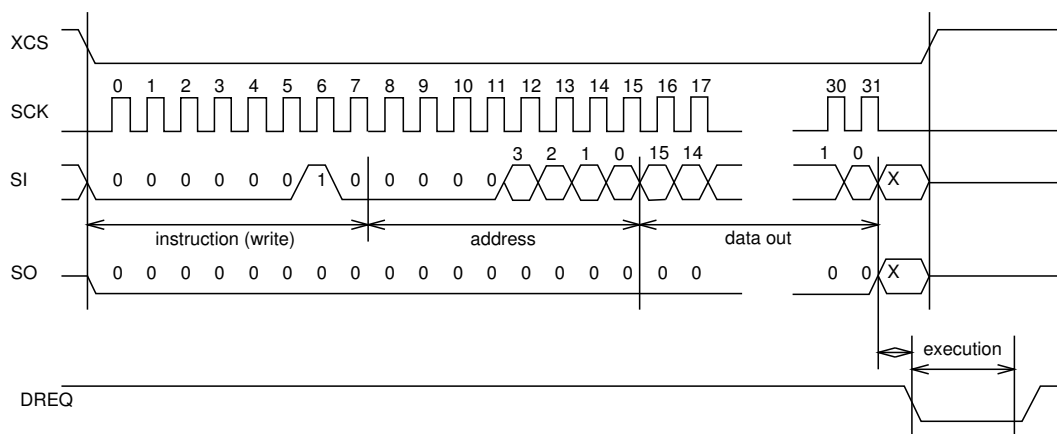 XCS
0 1 2 3 4 5 6 7 8 9 10 11 12 13 14 15 16 17 30 31
SCK
3 2 1 0 15 14 1 0
SI 0 0 0 0 0 0 1 0 0 0 0 0 X
instruction (write) address data out
SO 0 0 0 0 0 0 0 0 0 0 0 0 0 0 0 0 0 0 0 0 X
execution
DREQ